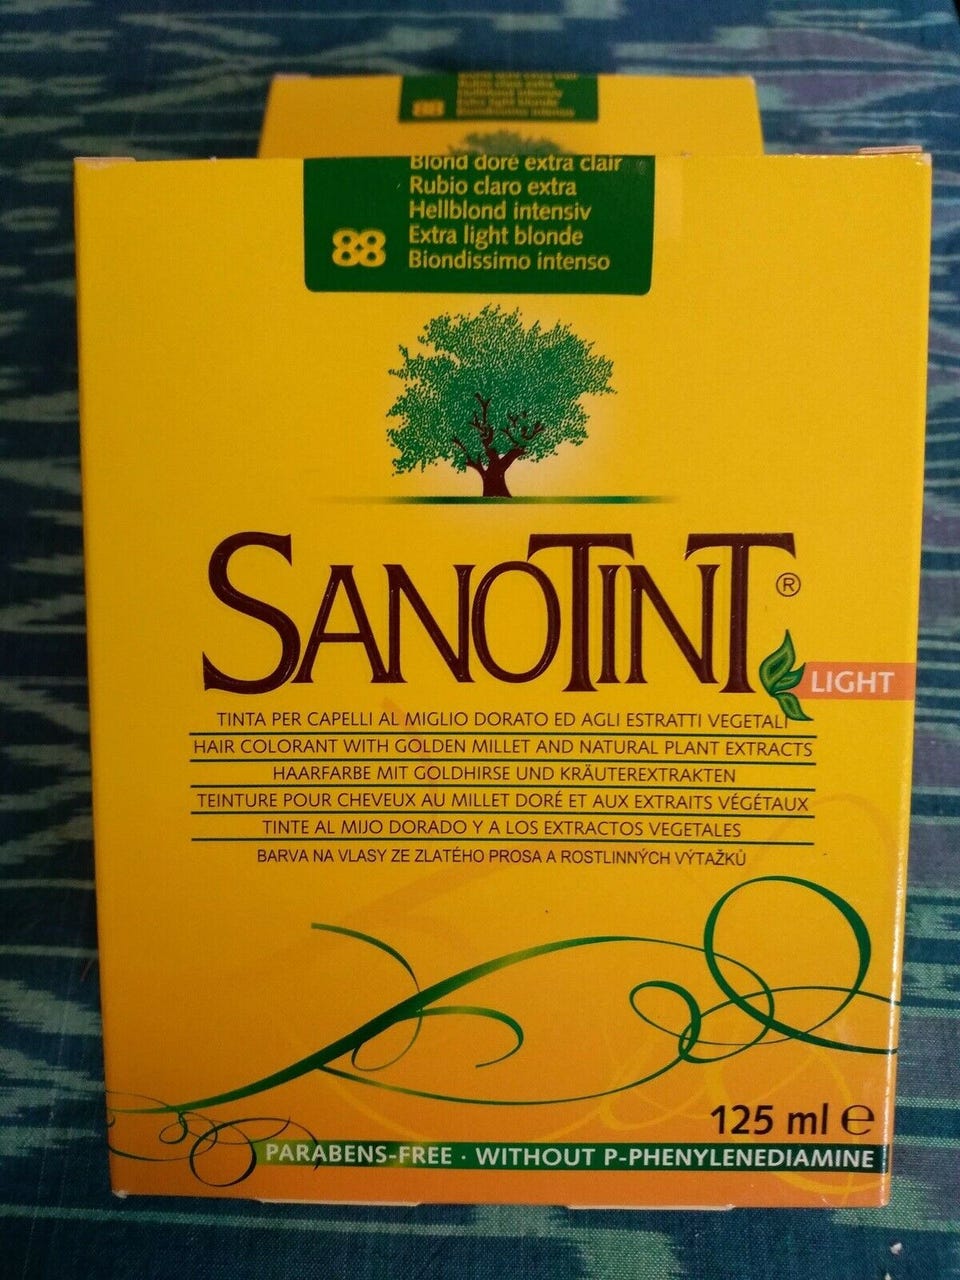 88
Blond doré extra clair
Rubio claro extra
Hellblond intensiv
Extra light blonde
Biondissimo intenso
88
SANOTINT®
LIGHT
TINTA PER CAPELLI AL MIGLIO DORATO ED AGLI ESTRATTI VEGETALI
HAIR COLORANT WITH GOLDEN MILLET AND NATURAL PLANT EXTRACTS
HAARFARBE MIT GOLDHIRSE UND KRÄUTEREXTRAKTEN
TEINTURE POUR CHEVEUX AU MILLET DORÉ ET AUX EXTRAITS VÉGÉTAUX
TINTE AL MIJO DORADO Y A LOS EXTRACTOS VEGETALES
BARVA NA VLASY ZE ZLATÉHO PROSA A ROSTLINNÝCH VÝTAŽKŮ
125 ml ℮
PARABENS-FREE · WITHOUT P-PHENYLENEDIAMINE